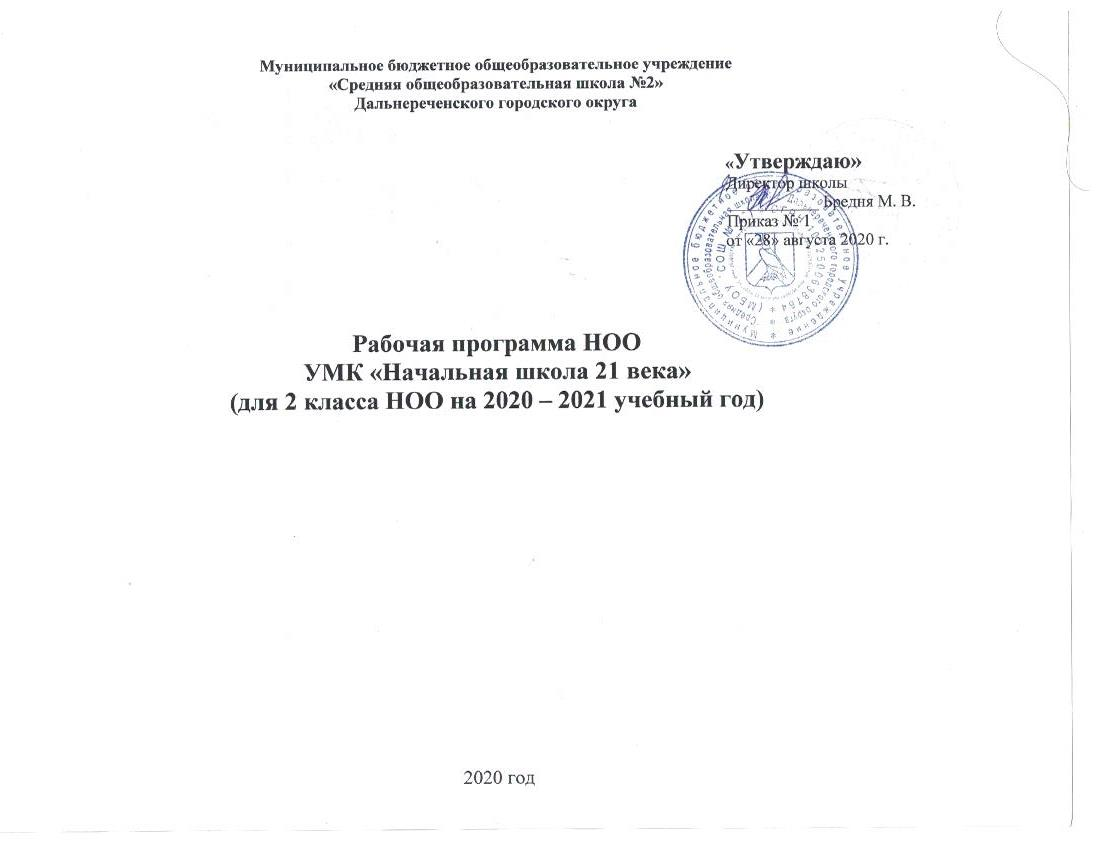 Муниципальное бюджетное общеобразовательное учреждение
«Средняя общеобразовательная школа №2»
Дальнереченского городского округа
«Утверждаю»
Директор школы
Бредня М. В.
Приказ № 1
от «28» августа 2020 г.
Рабочая программа НОО
УМК «Начальная школа 21 века»
(для 2 класса НОО на 2020 – 2021 учебный год)
2020 год